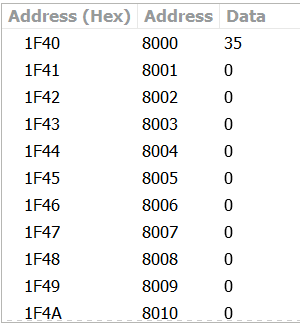 Address (Hex) Address Data
1F40 8000 35
1F41 8001 0
1F42 8002 0
1F43 8003 0
1F44 8004 0
1F45 8005 0
1F46 8006 0
1F47 8007 0
1F48 8008 0
1F49 8009 0
1F4A 8010 0